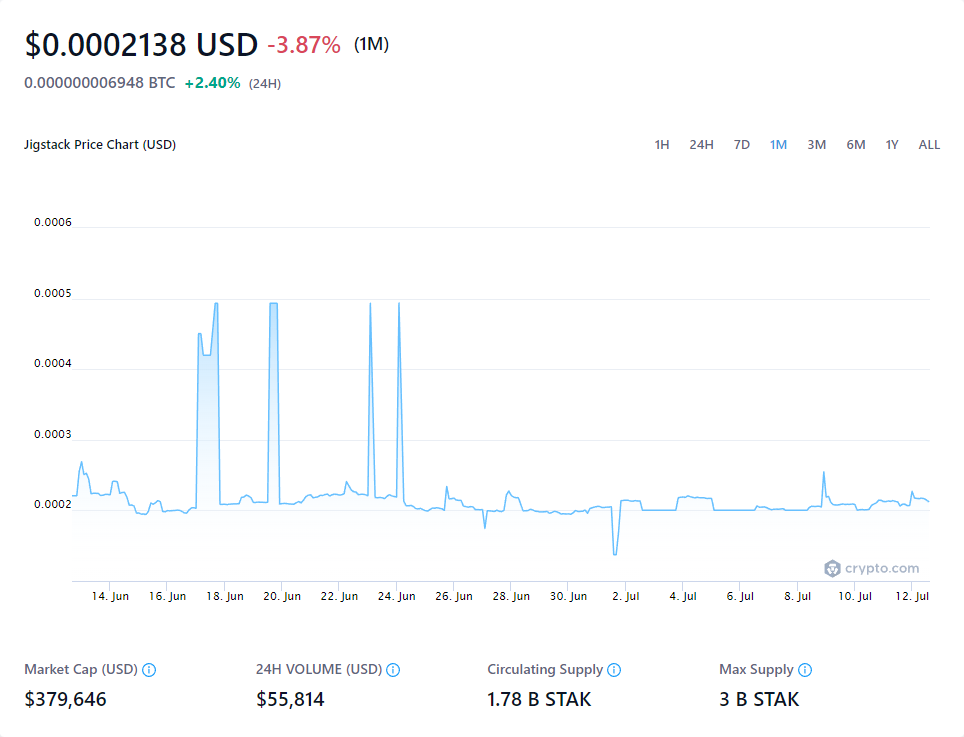 $0.0002138 USD -3.87% (1M)
0.000000006948 BTC +2.40% (24H)
Jigstack Price Chart (USD) 1H 24H 7D 1M 3M 6M 1Y ALL
0.0006
0.0005
0.0004
0.0003
0.0002
crypto.com
14. Jun 16. Jun 18. Jun 20. Jun 22. Jun 24. Jun 26. Jun 28. Jun 30. Jun 2. Jul 4. Jul 6. Jul 8. Jul 10. Jul 12. Jul
Market Cap (USD) 24H VOLUME (USD) Circulating Supply Max Supply
$379,646 $55,814 1.78 B STAK 3 B STAK